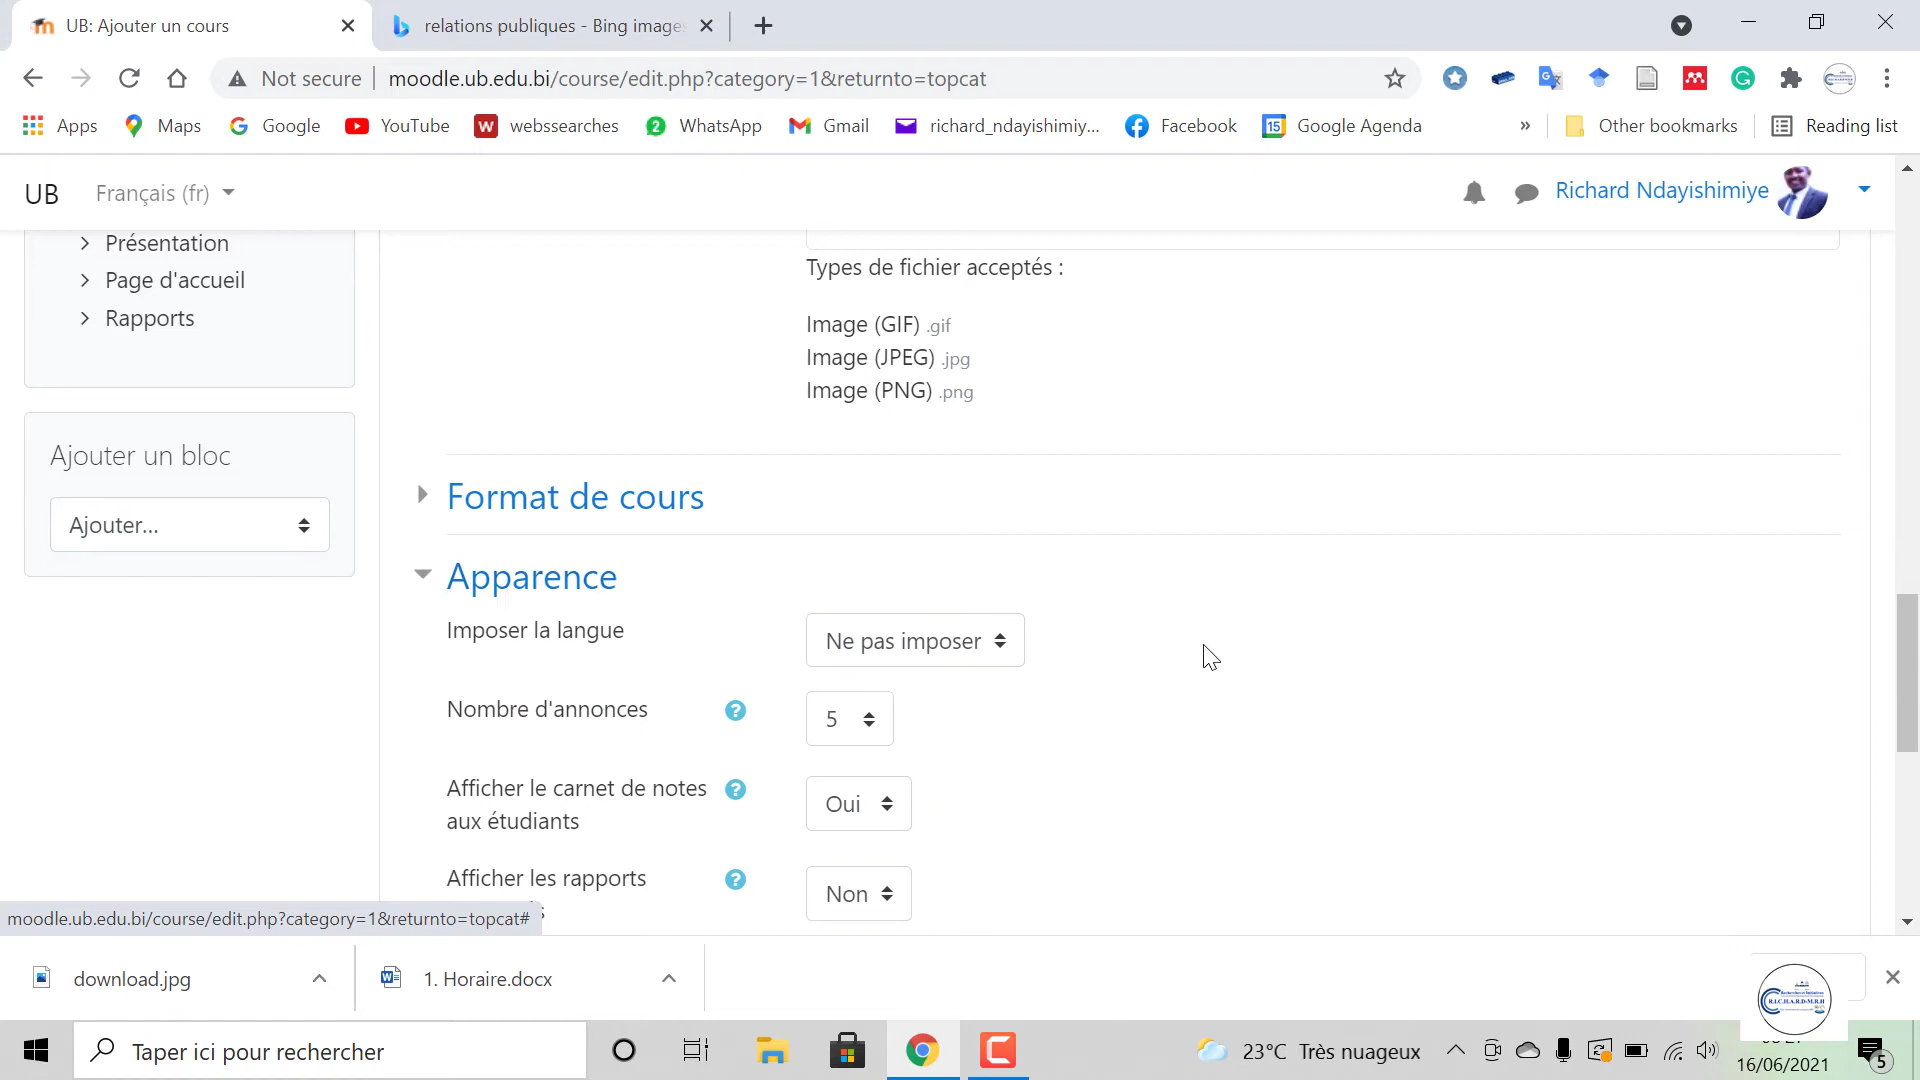 UB: Ajouter un cours
relations publiques - Bing images
Not secure
moodle.ub.edu.bi/course/edit.php?category=1&returnto=topcat
Apps
Maps
Google
YouTube
webssearches
WhatsApp
Gmail
richard_ndayishimiy...
Facebook
Google Agenda
»
Other bookmarks
Reading list
UB
Français (fr)
Richard Ndayishimiye
Présentation
Page d'accueil
Rapports
Ajouter un bloc
Ajouter...
Types de fichier acceptés :
Image (GIF) .gif
Image (JPEG) .jpg
Image (PNG) .png
Format de cours
Apparence
Imposer la langue
Ne pas imposer
Nombre d'annonces
5
Afficher le carnet de notes
aux étudiants
Oui
Afficher les rapports
Non
moodle.ub.edu.bi/course/edit.php?category=1&returnto=topcat#
download.jpg
1. Horaire.docx
Taper ici pour rechercher
23°C Très nuageux
16/06/2021
5